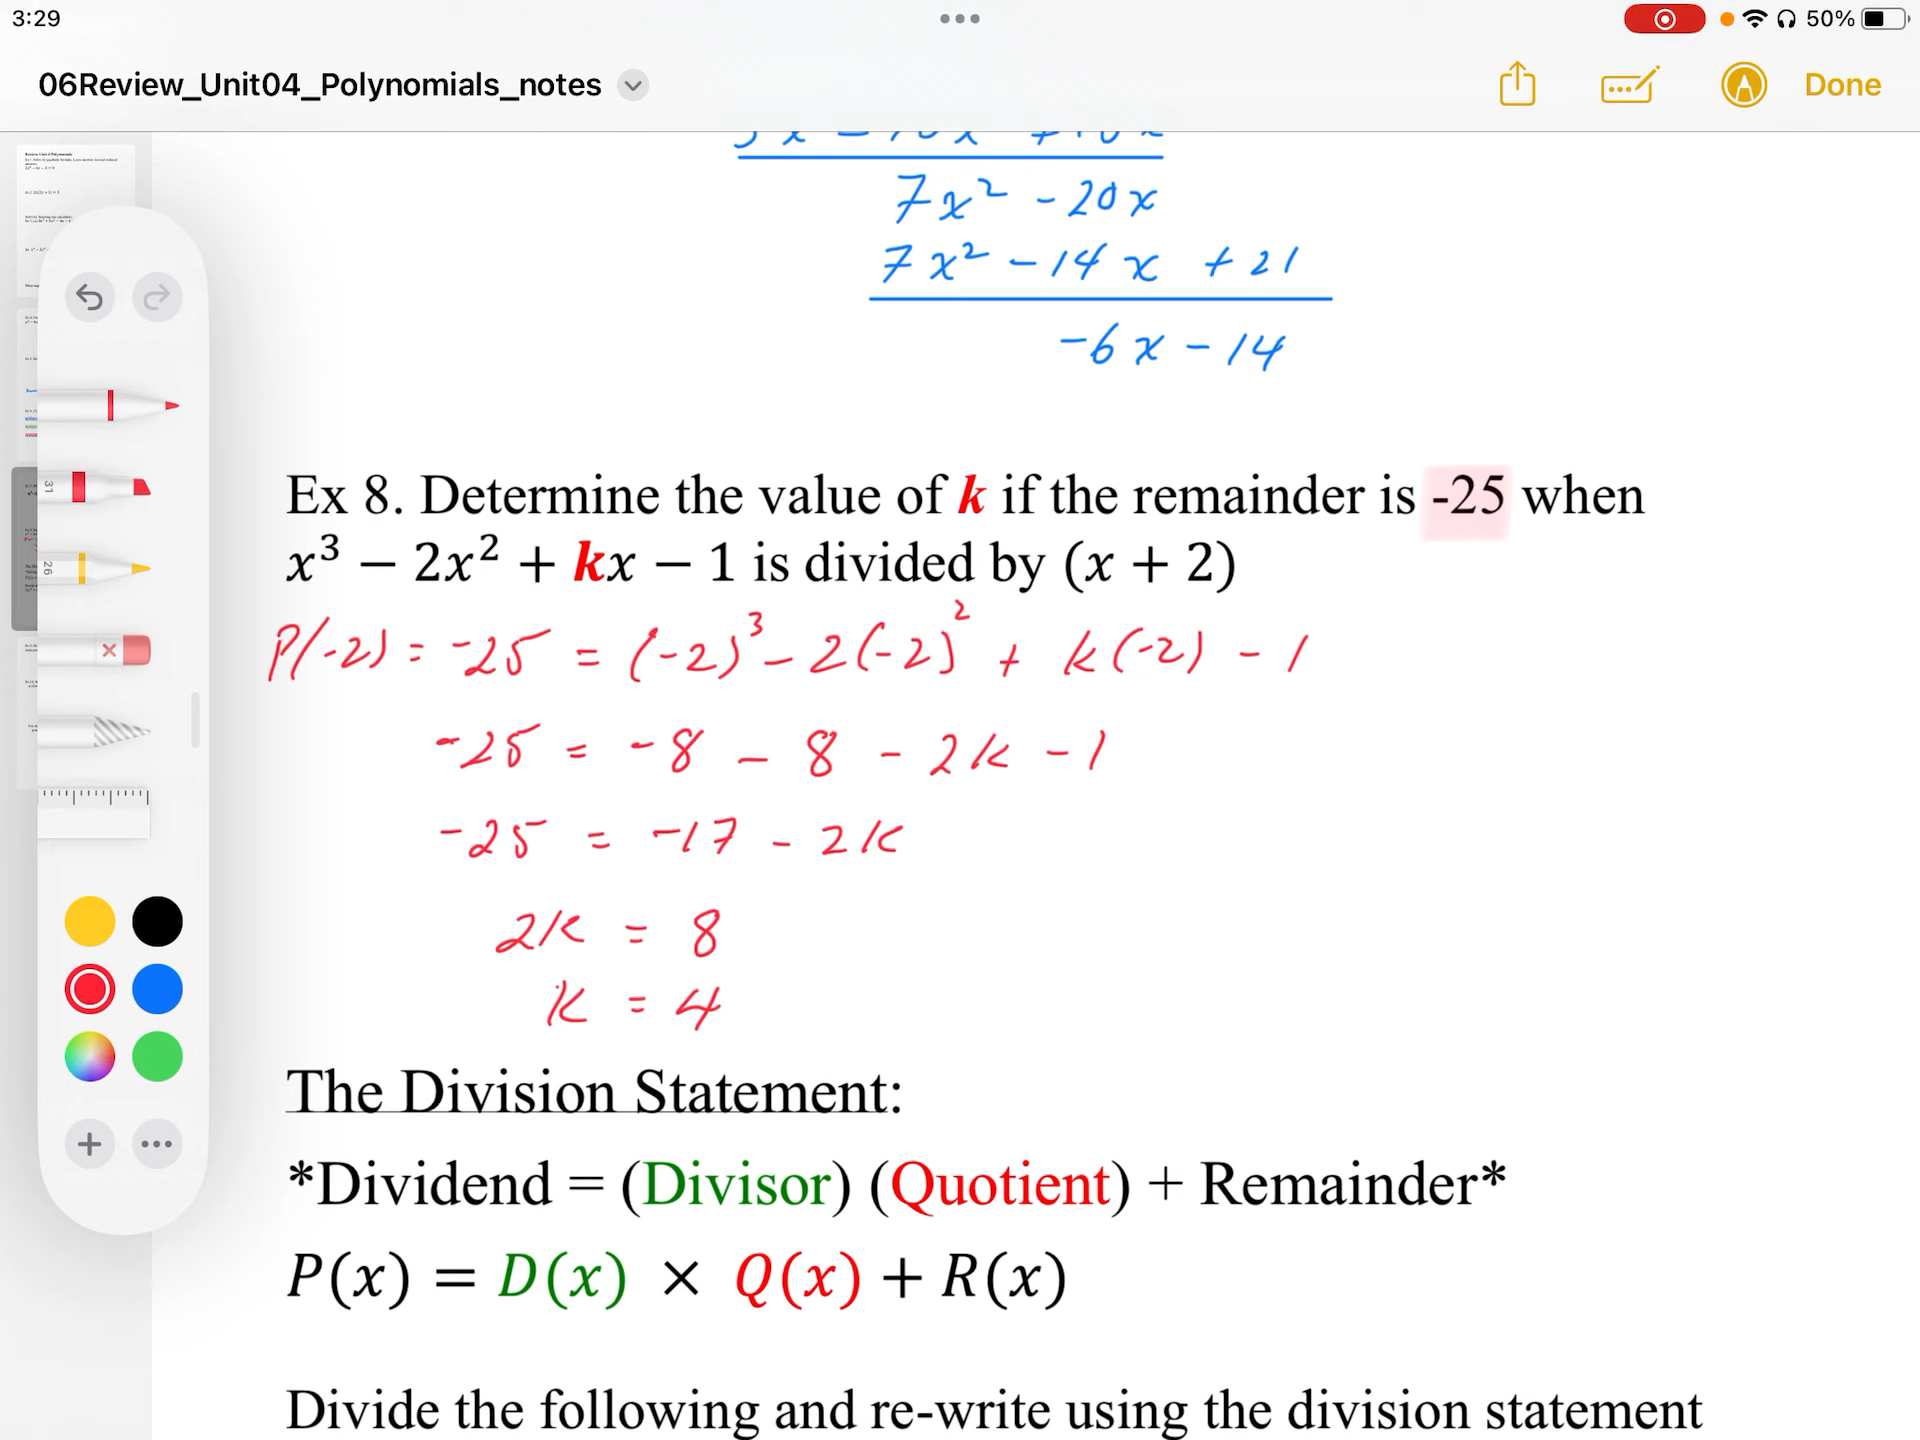 3:29
50%
06Review_Unit04_Polynomials_notes
Done
7x² - 20x
7x² - 14x + 21
-6x - 14
Ex 8. Determine the value of k if the remainder is -25 when
x³ − 2x² + kx − 1 is divided by (x + 2)
P(-2) = -25 = (-2)³ - 2(-2)² + k(-2) - 1
-25 = -8 - 8 - 2k - 1
-25 = -17 - 2k
2k = 8
k = 4
31
26
The Division Statement:
*Dividend = (Divisor) (Quotient) + Remainder*
P(x) = D(x) × Q(x) + R(x)
Divide the following and re-write using the division statement